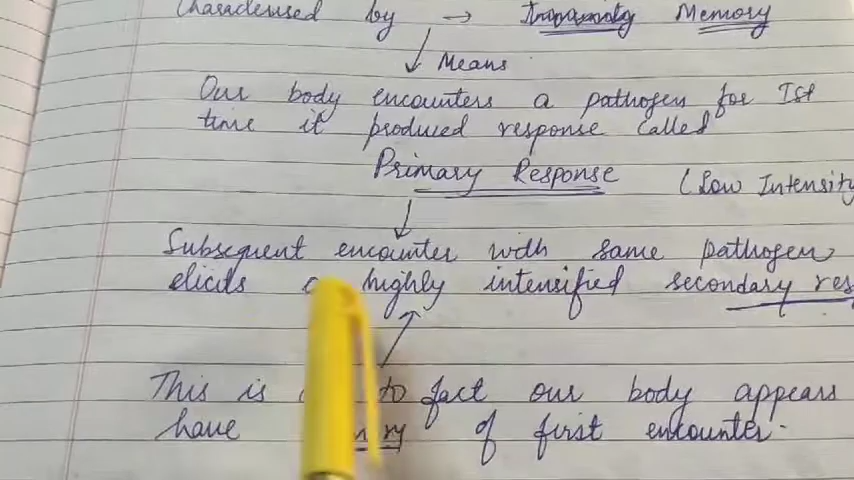 Characterised by → Memory
Means
Our body encounters a pathogen for Ist
time it produced response called
Primary Response (Low Intensity
Subsequent encounter with same pathogen
elicits highly intensified secondary res
This is to fact our body appears
have of first encounter.